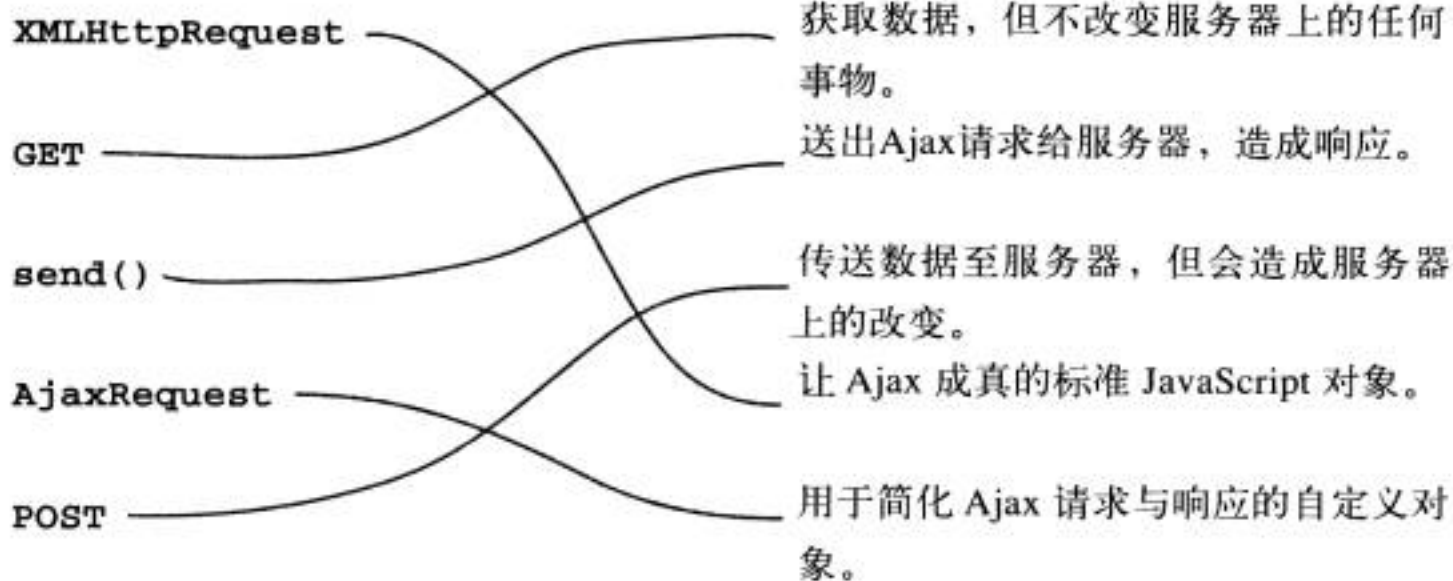 XMLHttpRequest
GET
send()
AjaxRequest
POST
获取数据，但不改变服务器上的任何
事物。
送出Ajax请求给服务器，造成响应。
传送数据至服务器，但会造成服务器
上的改变。
让 Ajax 成真的标准 JavaScript 对象。
用于简化 Ajax 请求与响应的自定义对
象。